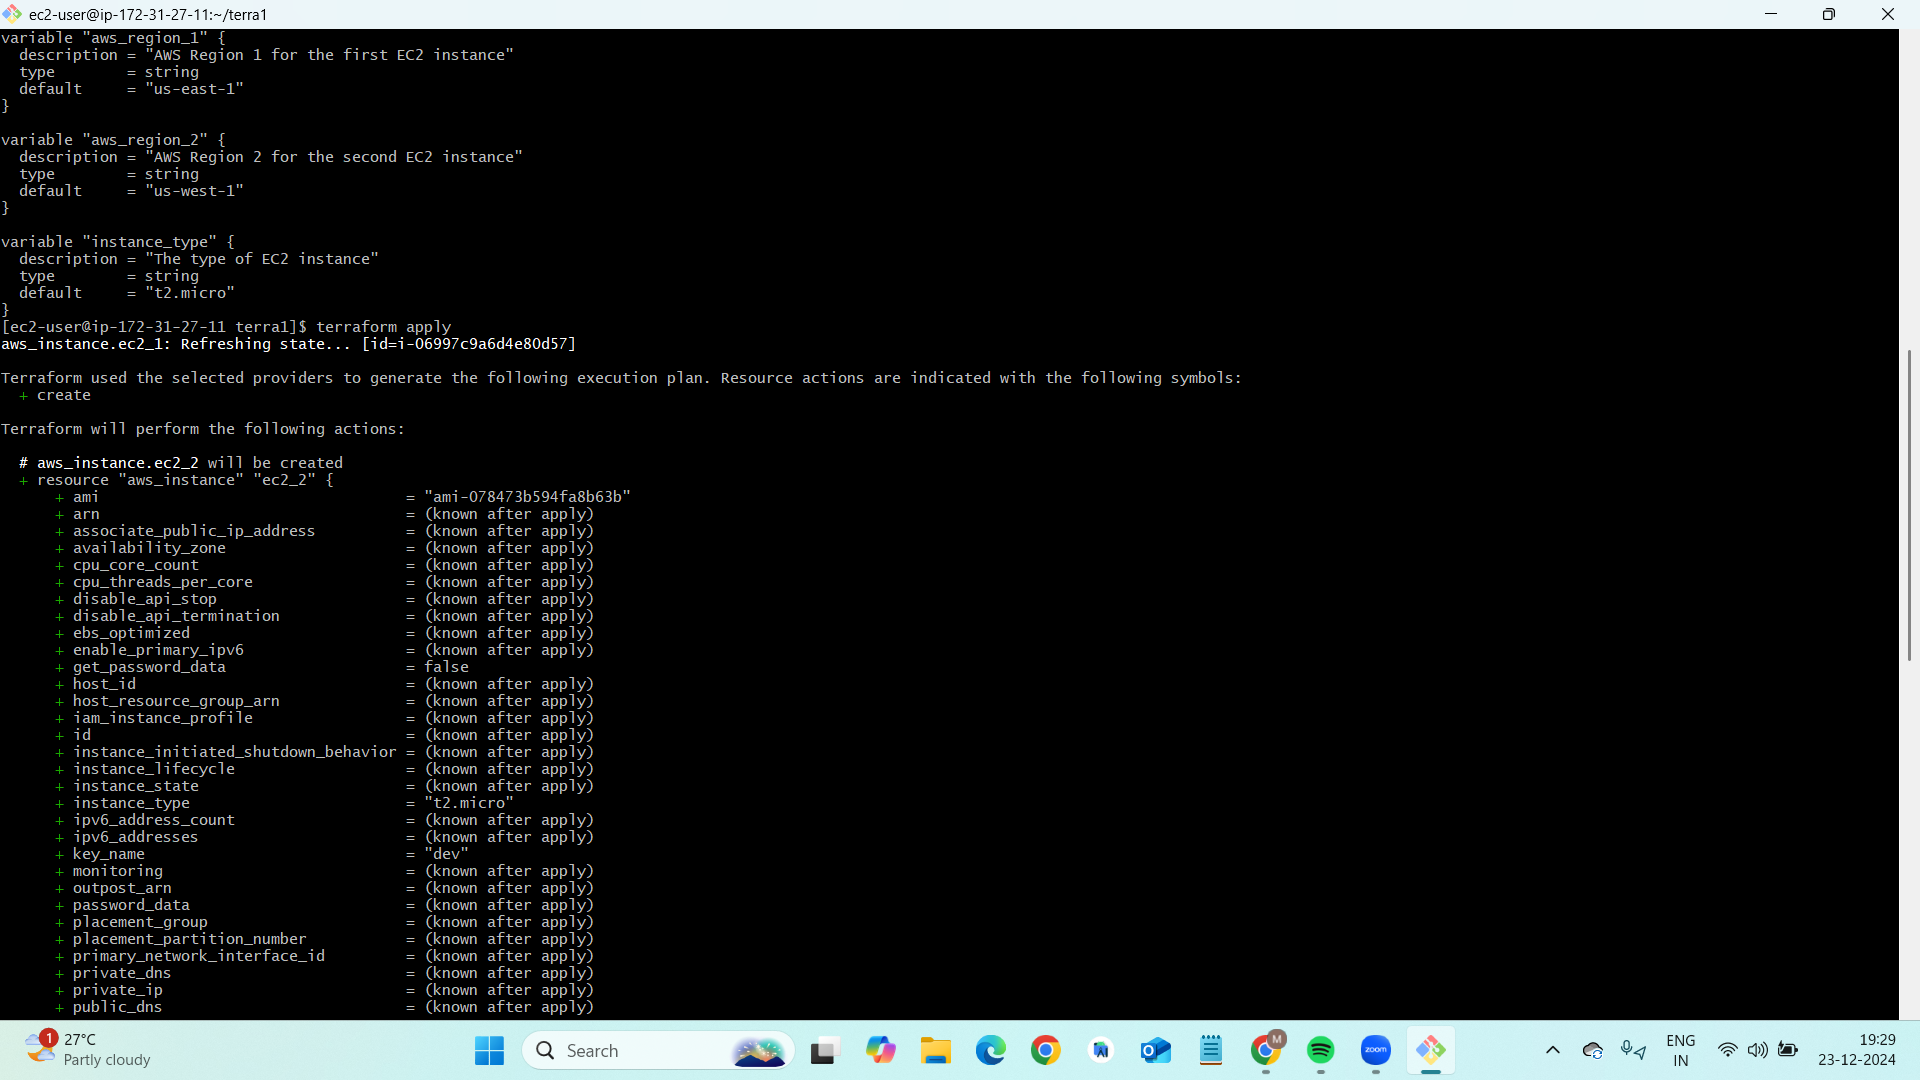 ec2-user@ip-172-31-27-11:~/terra1
variable "aws_region_1" {
  description = "AWS Region 1 for the first EC2 instance"
  type        = string
  default     = "us-east-1"
}
variable "aws_region_2" {
  description = "AWS Region 2 for the second EC2 instance"
  type        = string
  default     = "us-west-1"
}
variable "instance_type" {
  description = "The type of EC2 instance"
  type        = string
  default     = "t2.micro"
}
[ec2-user@ip-172-31-27-11 terra1]$ terraform apply
aws_instance.ec2_1: Refreshing state... [id=i-06997c9a6d4e80d57]
Terraform used the selected providers to generate the following execution plan. Resource actions are indicated with the following symbols:
  + create
Terraform will perform the following actions:
  # aws_instance.ec2_2 will be created
  + resource "aws_instance" "ec2_2" {
      + ami                                  = "ami-078473b594fa8b63b"
      + arn                                  = (known after apply)
      + associate_public_ip_address          = (known after apply)
      + availability_zone                    = (known after apply)
      + cpu_core_count                       = (known after apply)
      + cpu_threads_per_core                 = (known after apply)
      + disable_api_stop                     = (known after apply)
      + disable_api_termination              = (known after apply)
      + ebs_optimized                        = (known after apply)
      + enable_primary_ipv6                  = (known after apply)
      + get_password_data                    = false
      + host_id                              = (known after apply)
      + host_resource_group_arn              = (known after apply)
      + iam_instance_profile                 = (known after apply)
      + id                                   = (known after apply)
      + instance_initiated_shutdown_behavior = (known after apply)
      + instance_lifecycle                   = (known after apply)
      + instance_state                       = (known after apply)
      + instance_type                        = "t2.micro"
      + ipv6_address_count                   = (known after apply)
      + ipv6_addresses                       = (known after apply)
      + key_name                             = "dev"
      + monitoring                           = (known after apply)
      + outpost_arn                          = (known after apply)
      + password_data                        = (known after apply)
      + placement_group                      = (known after apply)
      + placement_partition_number           = (known after apply)
      + primary_network_interface_id         = (known after apply)
      + private_dns                          = (known after apply)
      + private_ip                           = (known after apply)
      + public_dns                           = (known after apply)
1
27°C
Partly cloudy
Search
M
zoom
ENG
IN
19:29
23-12-2024